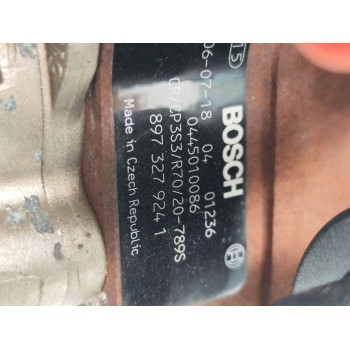 15
06-07-18 04 01236
BOSCH
0445010086
CR/CP3S3/R70/20-789S
897 327 924 1
Made in Czech Republic